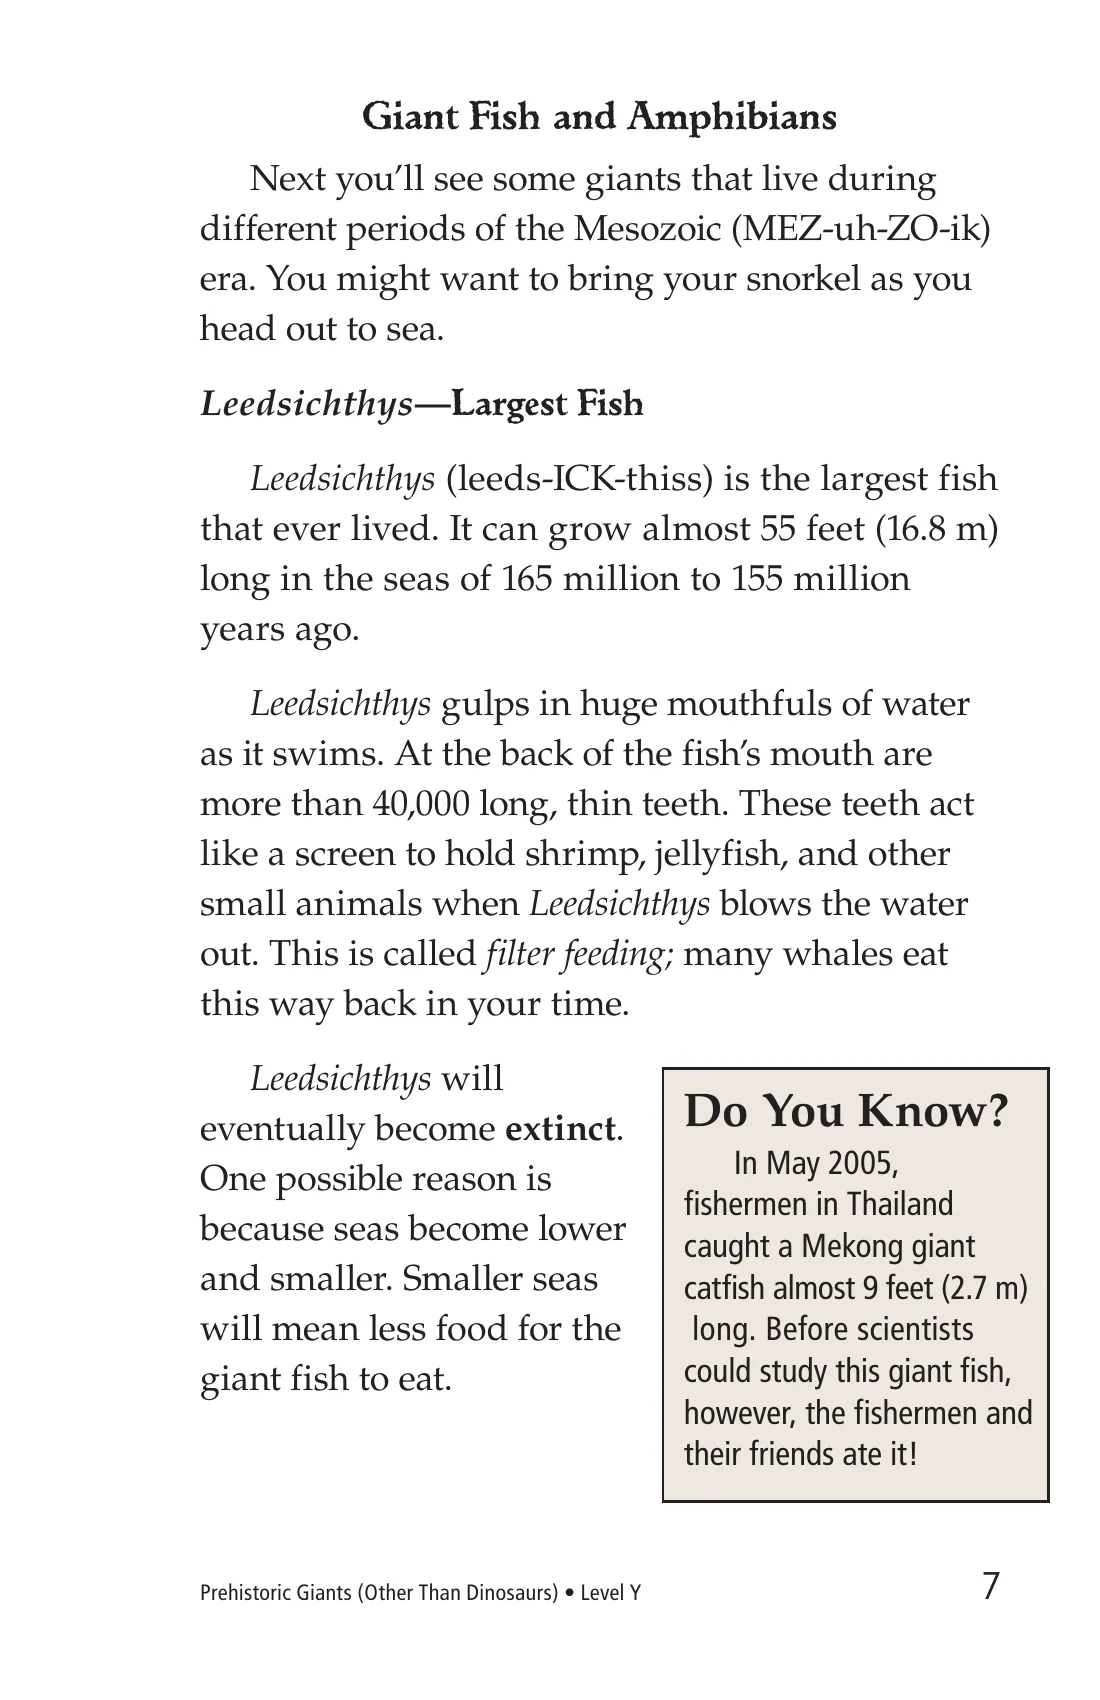 Giant Fish and Amphibians
Next you’ll see some giants that live during
different periods of the Mesozoic (MEZ-uh-ZO-ik)
era. You might want to bring your snorkel as you
head out to sea.
Leedsichthys—Largest Fish
Leedsichthys (leeds-ICK-thiss) is the largest fish
that ever lived. It can grow almost 55 feet (16.8 m)
long in the seas of 165 million to 155 million
years ago.
Leedsichthys gulps in huge mouthfuls of water
as it swims. At the back of the fish’s mouth are
more than 40,000 long, thin teeth. These teeth act
like a screen to hold shrimp, jellyfish, and other
small animals when Leedsichthys blows the water
out. This is called filter feeding; many whales eat
this way back in your time.
Leedsichthys will
eventually become extinct.
One possible reason is
because seas become lower
and smaller. Smaller seas
will mean less food for the
giant fish to eat.
Do You Know?
In May 2005,
fishermen in Thailand
caught a Mekong giant
catfish almost 9 feet (2.7 m)
long. Before scientists
could study this giant fish,
however, the fishermen and
their friends ate it!
Prehistoric Giants (Other Than Dinosaurs) • Level Y
7